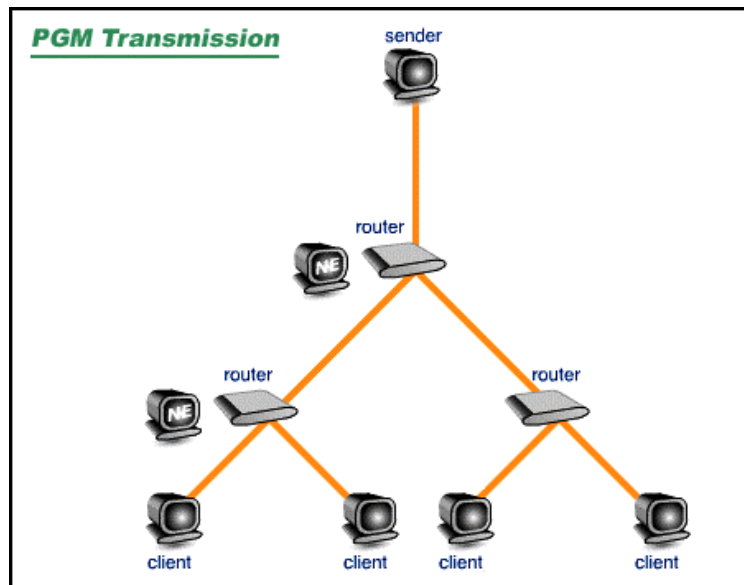 PGM Transmission
sender
router
NE
router
router
NE
client
client
client
client